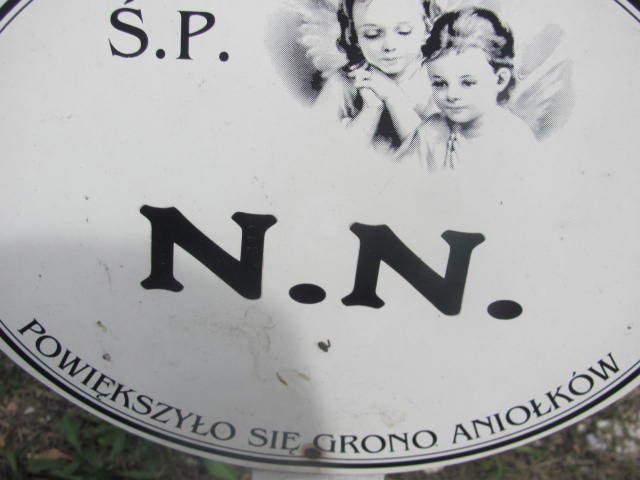 Ś.P.
N.N.
POWIĘKSZYŁO SIĘ GRONO ANIOŁKÓW